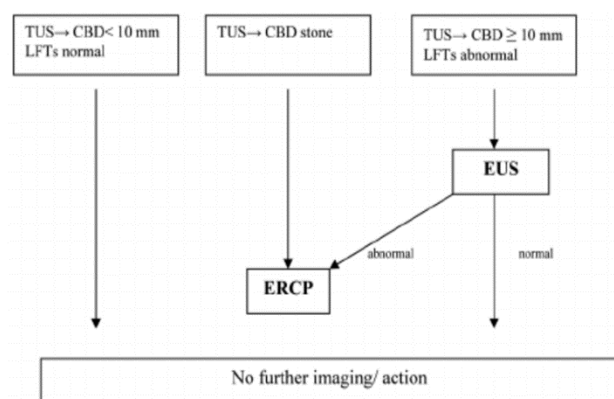 TUS→ CBD< 10 mm
LFTs normal
TUS→ CBD stone
TUS→ CBD ≥ 10 mm
LFTs abnormal
EUS
abnormal
normal
ERCP
No further imaging/ action